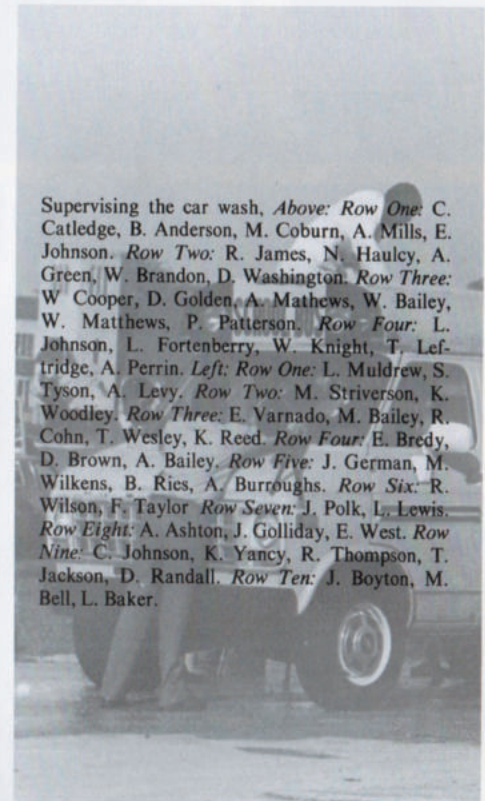 Supervising the car wash, Above: Row One: C.
Catledge, B. Anderson, M. Coburn, A. Mills, E.
Johnson. Row Two: R. James, N. Haulcy, A.
Green, W. Brandon, D. Washington. Row Three:
W Cooper, D. Golden, A. Mathews, W. Bailey,
W. Matthews, P. Patterson. Row Four: L.
Johnson, L. Fortenberry, W. Knight, T. Lef-
tridge, A. Perrin. Left: Row One: L. Muldrew, S.
Tyson, A. Levy. Row Two: M. Striverson, K.
Woodley. Row Three: E. Varnado, M. Bailey, R.
Cohn, T. Wesley, K. Reed. Row Four: E. Bredy,
D. Brown, A. Bailey. Row Five: J. German, M.
Wilkens, B. Ries, A. Burroughs. Row Six: R.
Wilson, F. Taylor Row Seven: J. Polk, L. Lewis.
Row Eight: A. Ashton, J. Golliday, E. West. Row
Nine: C. Johnson, K. Yancy, R. Thompson, T.
Jackson, D. Randall. Row Ten: J. Boyton, M.
Bell, L. Baker.